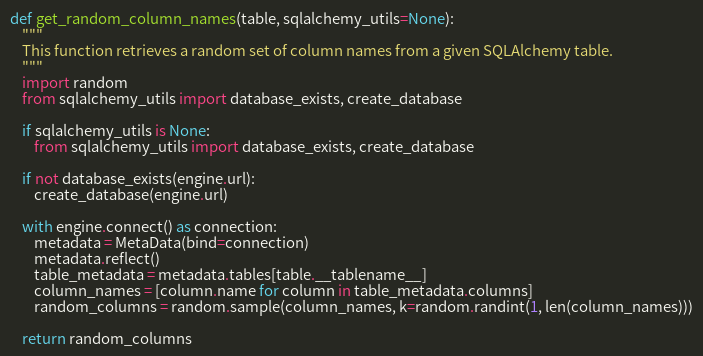 def get_random_column_names(table, sqlalchemy_utils=None):
    """
    This function retrieves a random set of column names from a given SQLAlchemy table.
    """
    import random
    from sqlalchemy_utils import database_exists, create_database

    if sqlalchemy_utils is None:
        from sqlalchemy_utils import database_exists, create_database

    if not database_exists(engine.url):
        create_database(engine.url)

    with engine.connect() as connection:
        metadata = MetaData(bind=connection)
        metadata.reflect()
        table_metadata = metadata.tables[table.__tablename__]
        column_names = [column.name for column in table_metadata.columns]
        random_columns = random.sample(column_names, k=random.randint(1, len(column_names)))

    return random_columns